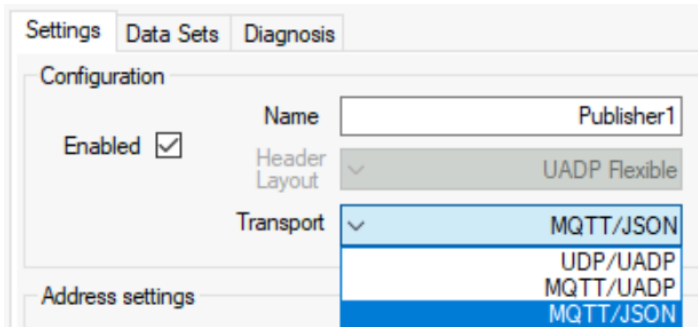 Settings Data Sets Diagnosis
Configuration
Name Publisher1
Enabled
Header Layout UADP Flexible
Transport MQTT/JSON
UDP/UADP
MQTT/UADP
Address settings
MQTT/JSON